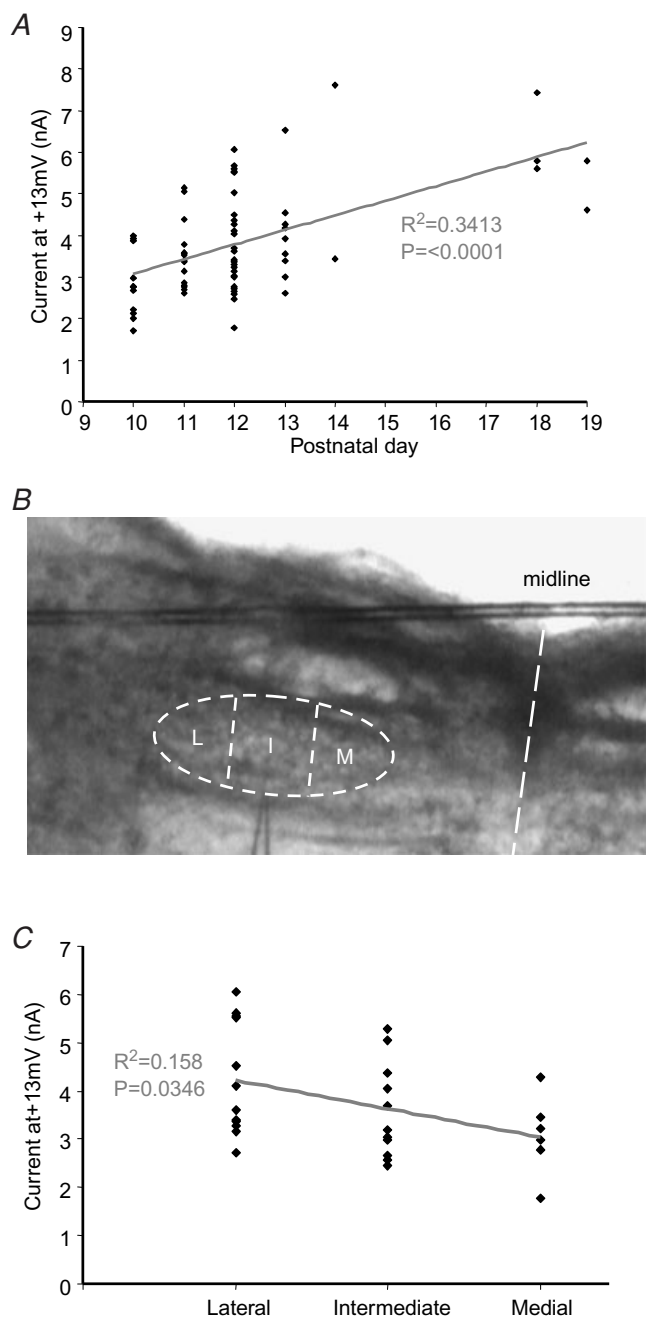 A
9
8
7
6
5
4
3
2
1
0
Current at +13mV (nA)
R²=0.3413
P=<0.0001
9 10 11 12 13 14 15 16 17 18 19
Postnatal day
B
midline
L I M
C
7
6
5
4
3
2
1
0
Current at+13mV (nA)
R²=0.158
P=0.0346
Lateral Intermediate Medial